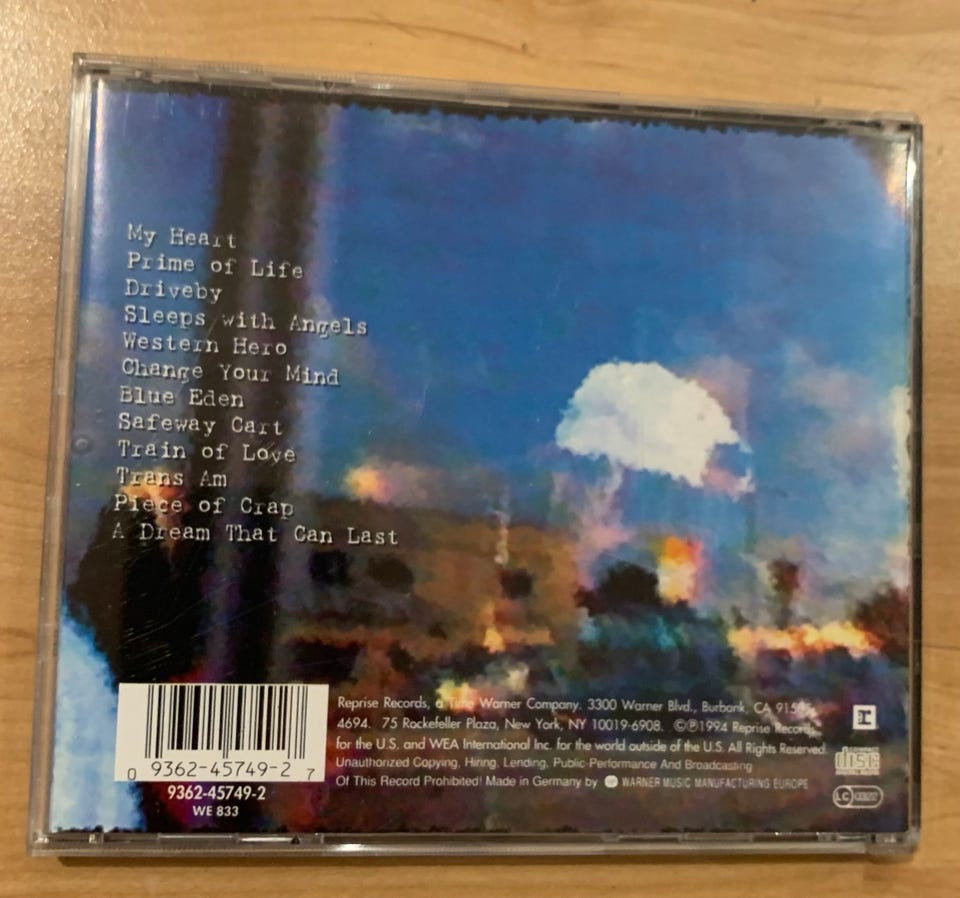 My Heart
Prime of Life
Driveby
Sleeps with Angels
Western Hero
Change Your Mind
Blue Eden
Safeway Cart
Train of Love
Trans Am
Piece of Crap
A Dream That Can Last
Reprise Records, a Time Warner Company. 3300 Warner Blvd., Burbank, CA
4694. 75 Rockefeller Plaza, New York, NY 10019-6908. ©℗1994 Reprise Records
for the U.S. and WEA International Inc. for the world outside of the U.S. All Rights Reserved.
Unauthorized Copying, Hiring, Lending, Public Performance And Broadcasting
Of This Record Prohibited! Made in Germany by WARNER MUSIC MANUFACTURING EUROPE
0 9362-45749-2 7
9362-45749-2
WE 833
COMPACT
disc
DIGITAL AUDIO
LC